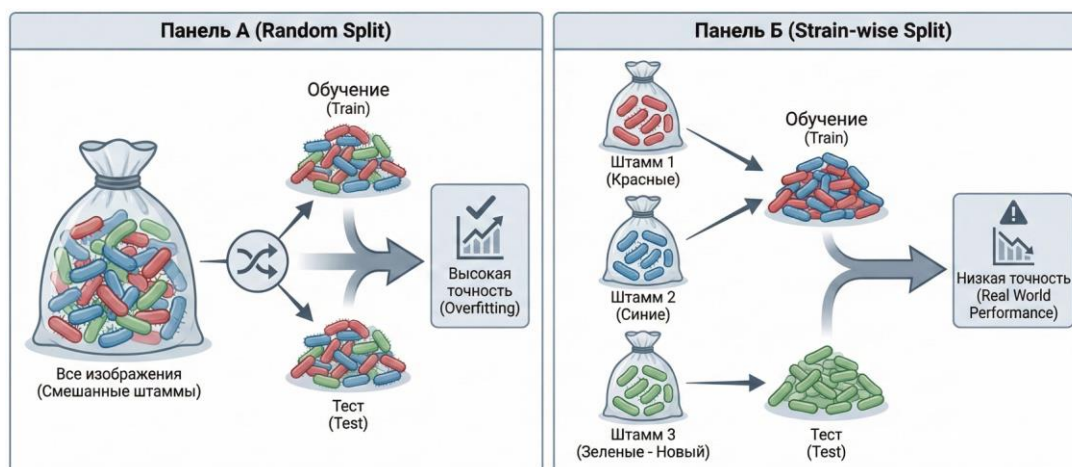 Панель А (Random Split)
Обучение
(Train)
Высокая
точность
(Overfitting)
Все изображения
(Смешанные штаммы)
Тест
(Test)
Панель Б (Strain-wise Split)
Штамм 1
(Красные)
Обучение
(Train)
Штамм 2
(Синие)
Низкая точность
(Real World
Performance)
Штамм 3
(Зеленые - Новый)
Тест
(Test)